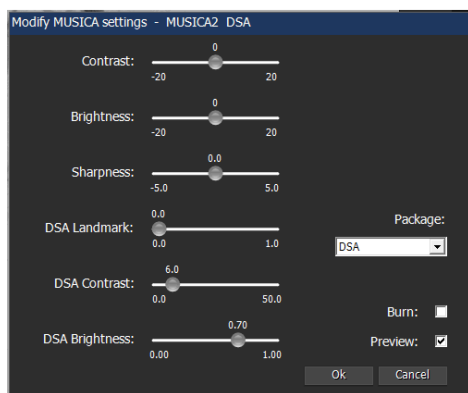 Modify MUSICA settings - MUSICA2 DSA
0
Contrast:
-20 20
0
Brightness:
-20 20
0.0
Sharpness:
-5.0 5.0
0.0
DSA Landmark:
0.0 1.0
Package:
DSA
6.0
DSA Contrast:
0.0 50.0
Burn:
0.70
DSA Brightness:
0.00 1.00
Preview:
Ok Cancel